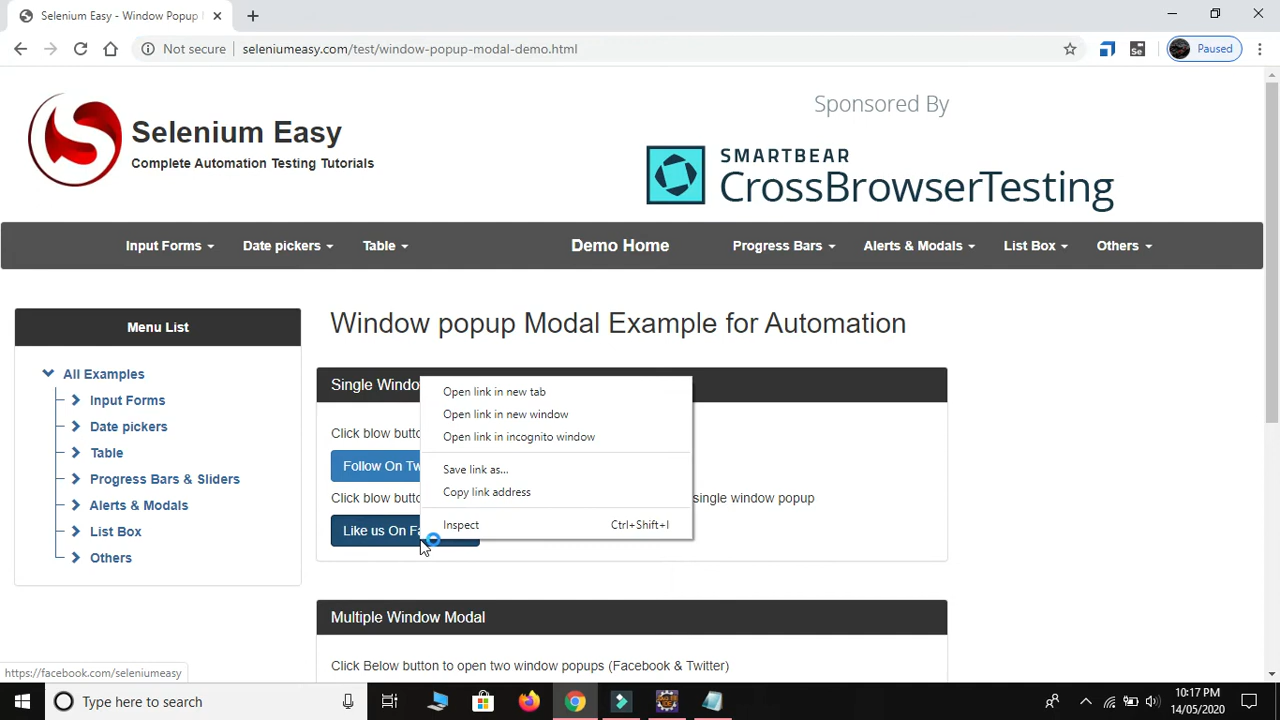 Selenium Easy - Window Popup
Not secure
seleniumeasy.com/test/window-popup-modal-demo.html
Se
Paused
Selenium Easy
Complete Automation Testing Tutorials
Sponsored By
SMARTBEAR
CrossBrowserTesting
Input Forms
Date pickers
Table
Demo Home
Progress Bars
Alerts & Modals
List Box
Others
Menu List
All Examples
Input Forms
Date pickers
Table
Progress Bars & Sliders
Alerts & Modals
List Box
Others
Window popup Modal Example for Automation
Single Windo
Click blow butto
Follow On Tw
Click blow butto single window popup
Like us On Fa
Open link in new tab
Open link in new window
Open link in incognito window
Save link as...
Copy link address
Inspect Ctrl+Shift+I
Multiple Window Modal
Click Below button to open two window popups (Facebook & Twitter)
https://facebook.com/seleniumeasy
Type here to search
10:17 PM
14/05/2020